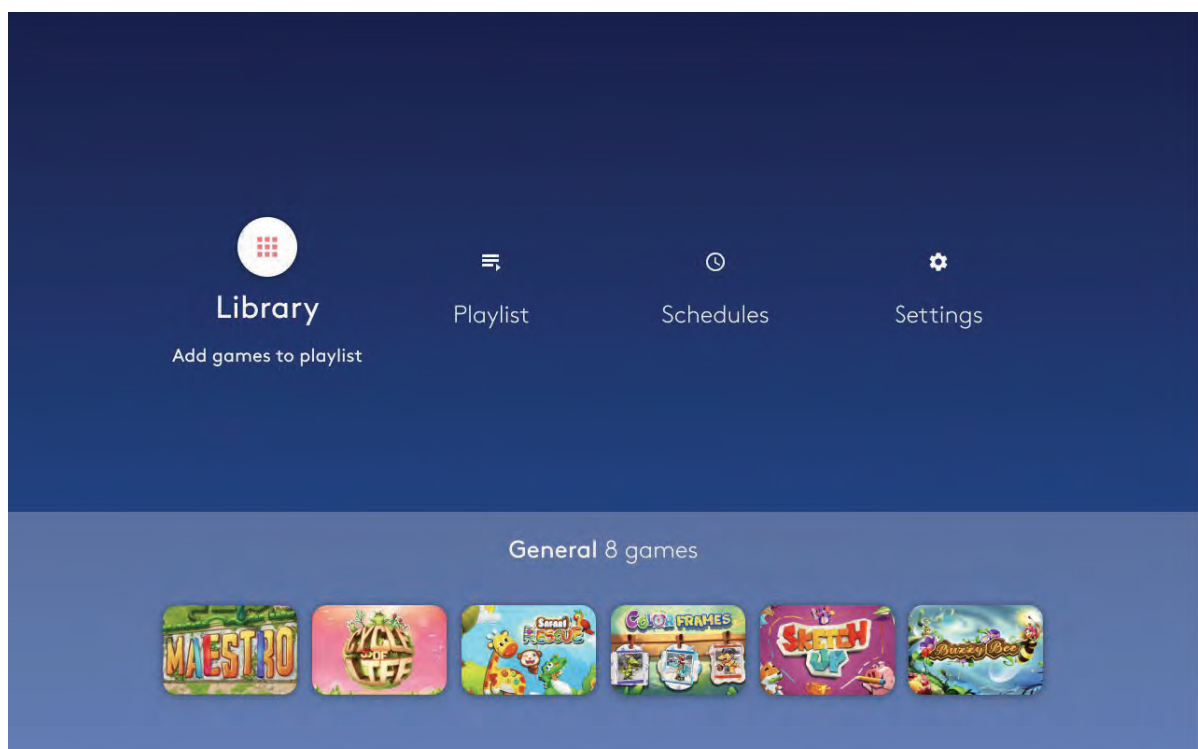 Library
Playlist
Schedules
Settings
Add games to playlist
General 8 games
MAESTRO
CYCLE
OF
LIFE
Safari
RESCUE
COLOR FRAMES
SKETCH
UP
Buzzy Bee